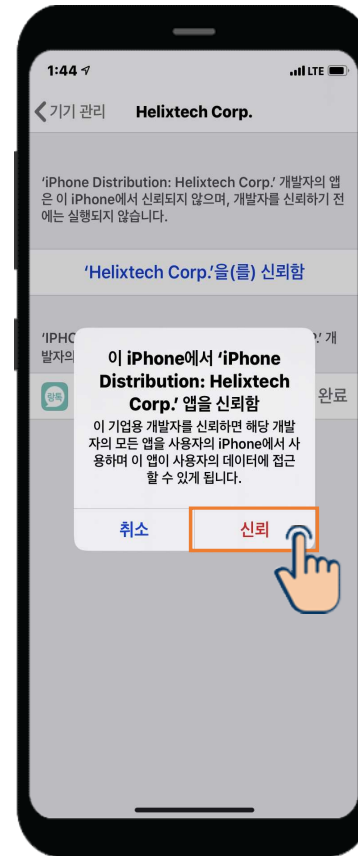 1:44
LTE
기기 관리 Helixtech Corp.
'iPhone Distribution: Helixtech Corp.' 개발자의 앱
은 이 iPhone에서 신뢰되지 않으며, 개발자를 신뢰하기 전
에는 실행되지 않습니다.
'Helixtech Corp.'을(를) 신뢰함
'IPHO .' 개
발자의
람톡 완료
이 iPhone에서 'iPhone
Distribution: Helixtech
Corp.' 앱을 신뢰함
이 기업용 개발자를 신뢰하면 해당 개발
자의 모든 앱을 사용자의 iPhone에서 사
용하며 이 앱이 사용자의 데이터에 접근
할 수 있게 됩니다.
취소 신뢰